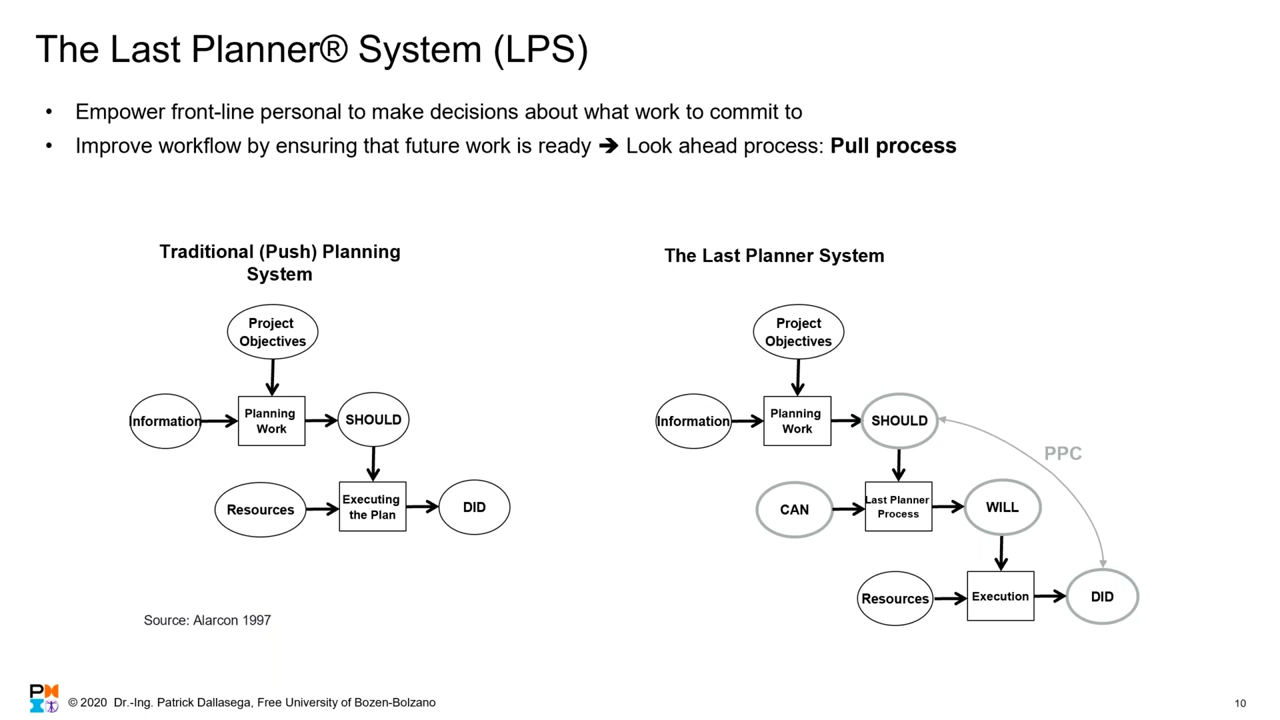 The Last Planner® System (LPS)
• Empower front-line personal to make decisions about what work to commit to
• Improve workflow by ensuring that future work is ready ➔ Look ahead process: Pull process
Traditional (Push) Planning
System
Project
Objectives
Information
Planning
Work
SHOULD
Resources
Executing
the Plan
DID
Source: Alarcon 1997
The Last Planner System
Project
Objectives
Information
Planning
Work
SHOULD
PPC
CAN
Last Planner
Process
WILL
Resources
Execution
DID
© 2020 Dr.-Ing. Patrick Dallasega, Free University of Bozen-Bolzano
10